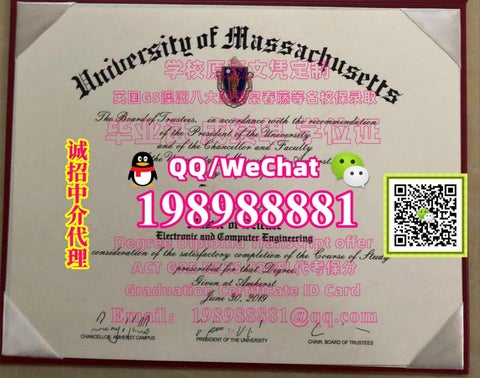 University of Massachusetts
学校原版文凭定制
英国G5澳洲八大 常春藤等名校保录取
The Board of Trustees, in accordance with the recommendation
of the President of the University
毕业 学位证
and of the Chancellor and Faculty
诚招中介代理
QQ/WeChat
198988881
Electronic and Computer Engineering
Degree Diploma Transcript offer
consideration of the satisfactory completion of the Course of Study
ACT 代考保分
prescribed for that Degree
Graduation Certificate ID Card
Given at Amherst
June 30, 2019
Email: 198988881@qq.com
CHANCELLOR, AMHERST CAMPUS
PRESIDENT OF THE UNIVERSITY
CHAIR, BOARD OF TRUSTEES